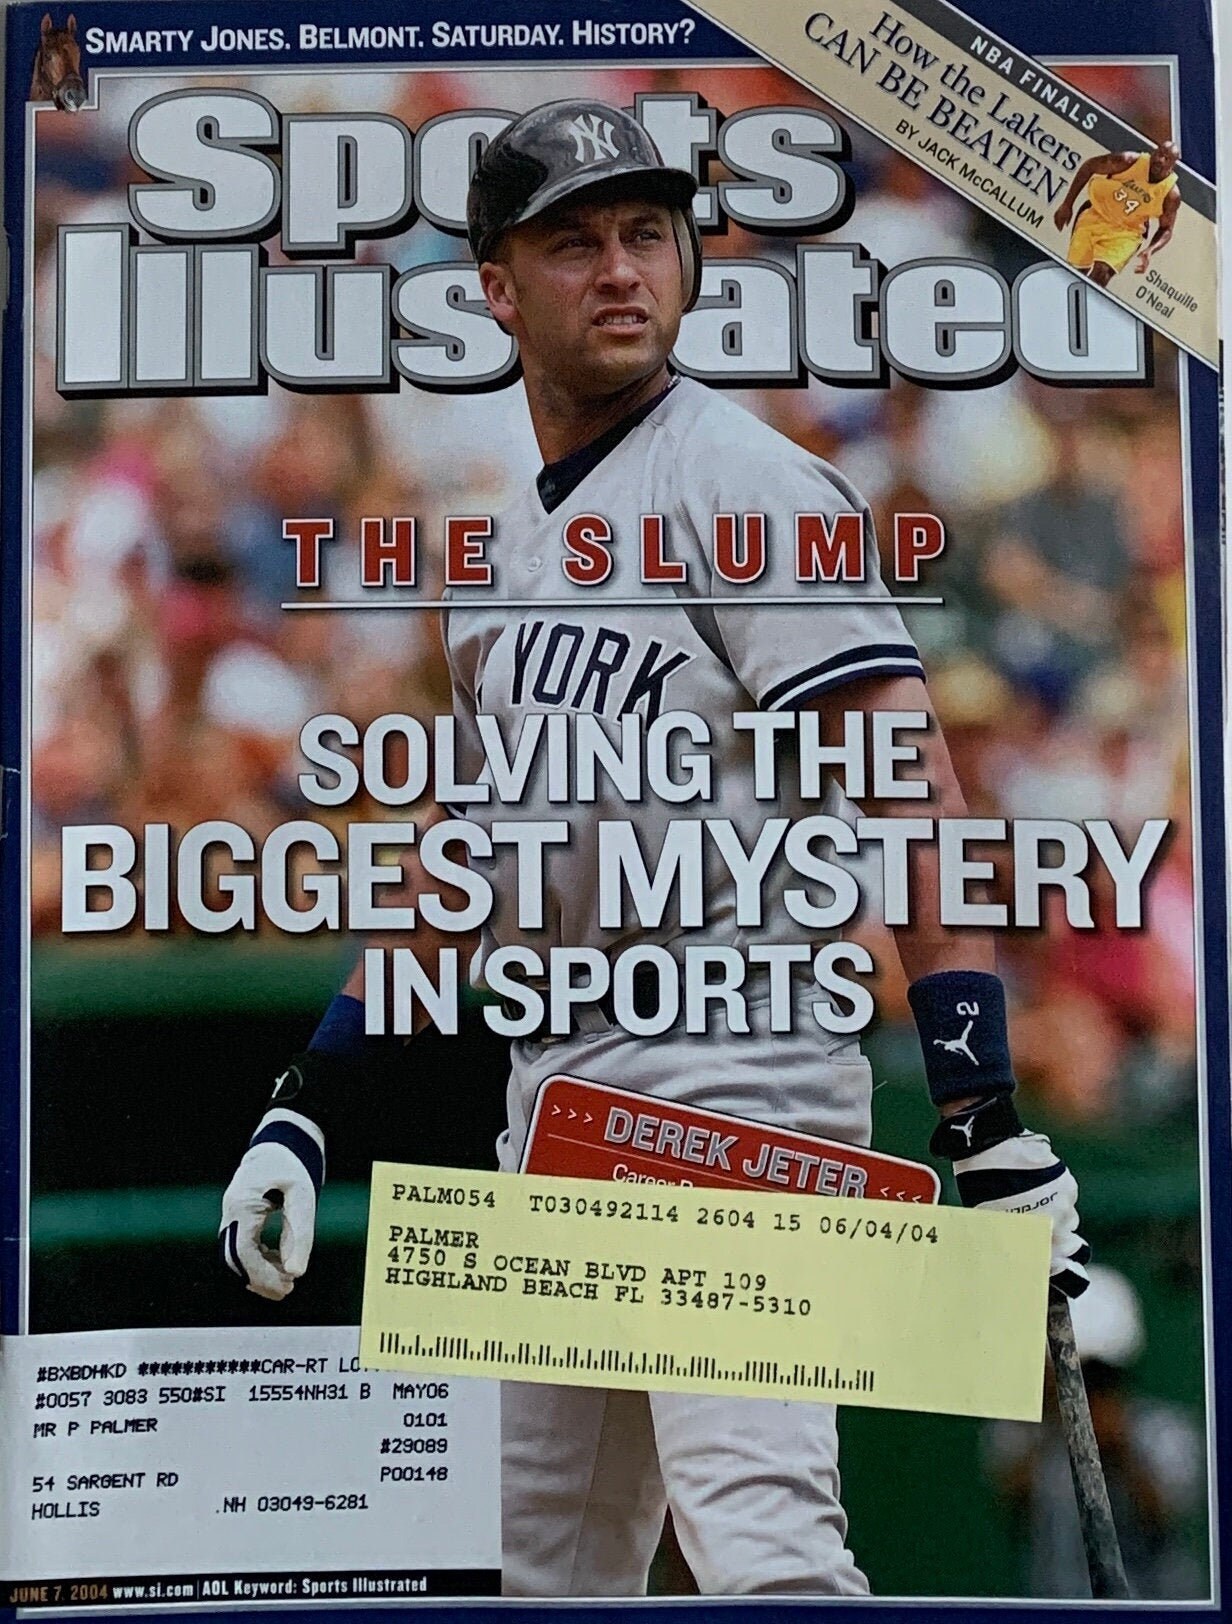 SMARTY JONES. BELMONT. SATURDAY. HISTORY?
NBA FINALS
How the Lakers
CAN BE BEATEN
BY JACK McCALLUM
34
Shaquille
O'Neal
Sports
Illustrated
NY
THE SLUMP
YORK
SOLVING THE
BIGGEST MYSTERY
IN SPORTS
2
>>> DEREK JETER <<<
Career
PALM054 T030492114 2604 15 06/04/04
PALMER
4750 S OCEAN BLVD APT 109
HIGHLAND BEACH FL 33487-5310
#BXBDHKD ***********CAR-RT
#0057 3083 550#SI 15554NH31 B MAY06
MR P PALMER 0101
#29089
54 SARGENT RD P00148
HOLLIS .NH 03049-6281
JUNE 7, 2004 www.si.com | AOL Keyword: Sports Illustrated